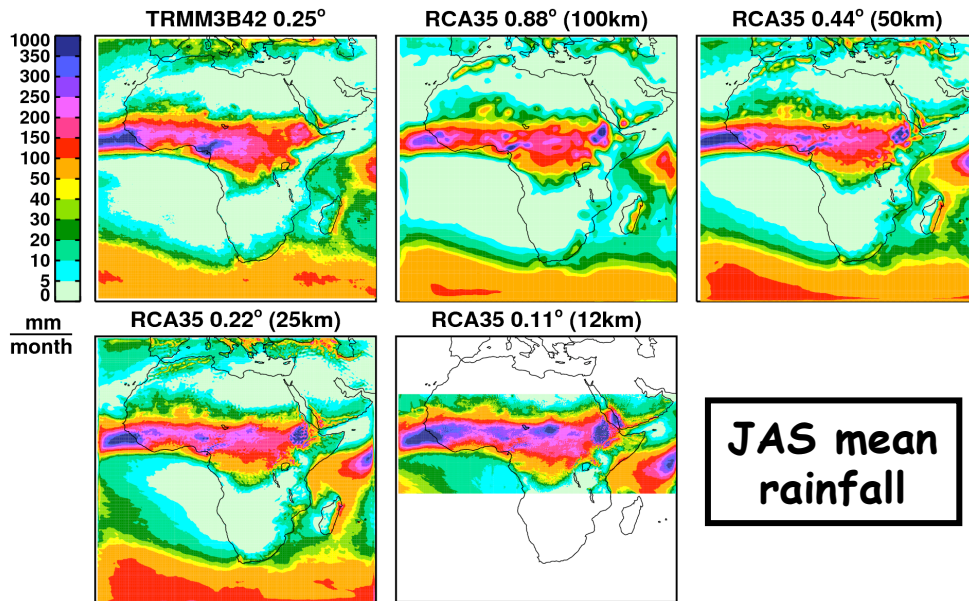 TRMM3B42 0.25°
RCA35 0.88° (100km)
RCA35 0.44° (50km)
1000
350
300
250
200
150
100
50
40
30
20
10
5
0
mm
month
RCA35 0.22° (25km)
RCA35 0.11° (12km)
JAS mean
rainfall